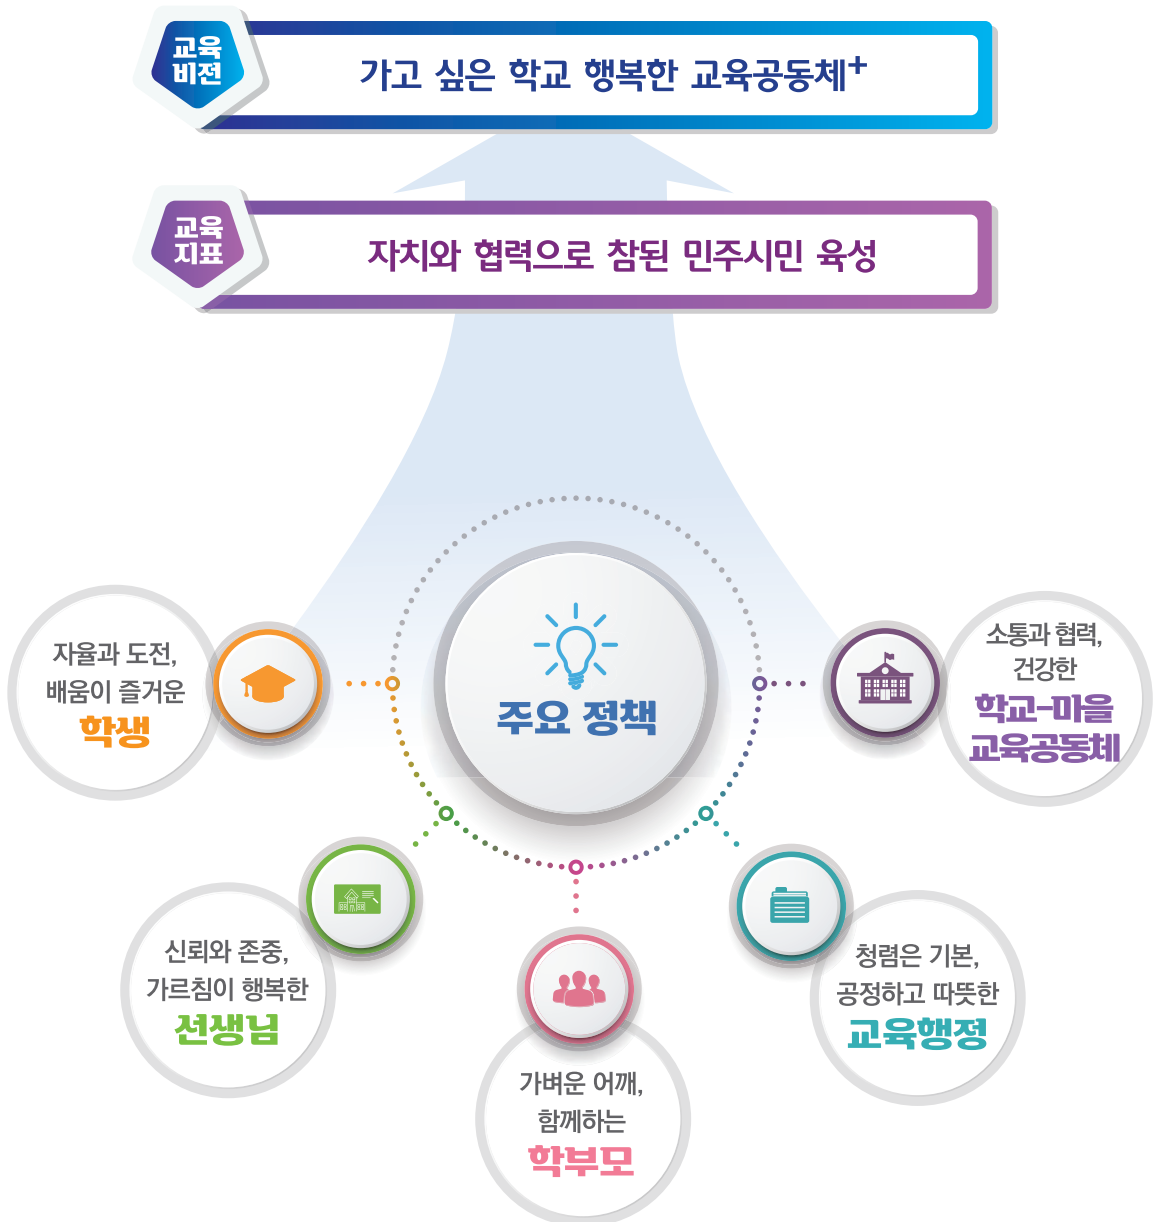 교육
비전
가고 싶은 학교 행복한 교육공동체+
교육
지표
자치와 협력으로 참된 민주시민 육성
주요 정책
자율과 도전,
배움이 즐거운
학생
신뢰와 존중,
가르침이 행복한
선생님
가벼운 어깨,
함께하는
학부모
청렴은 기본,
공정하고 따뜻한
교육행정
소통과 협력,
건강한
학교-마을
교육공동체